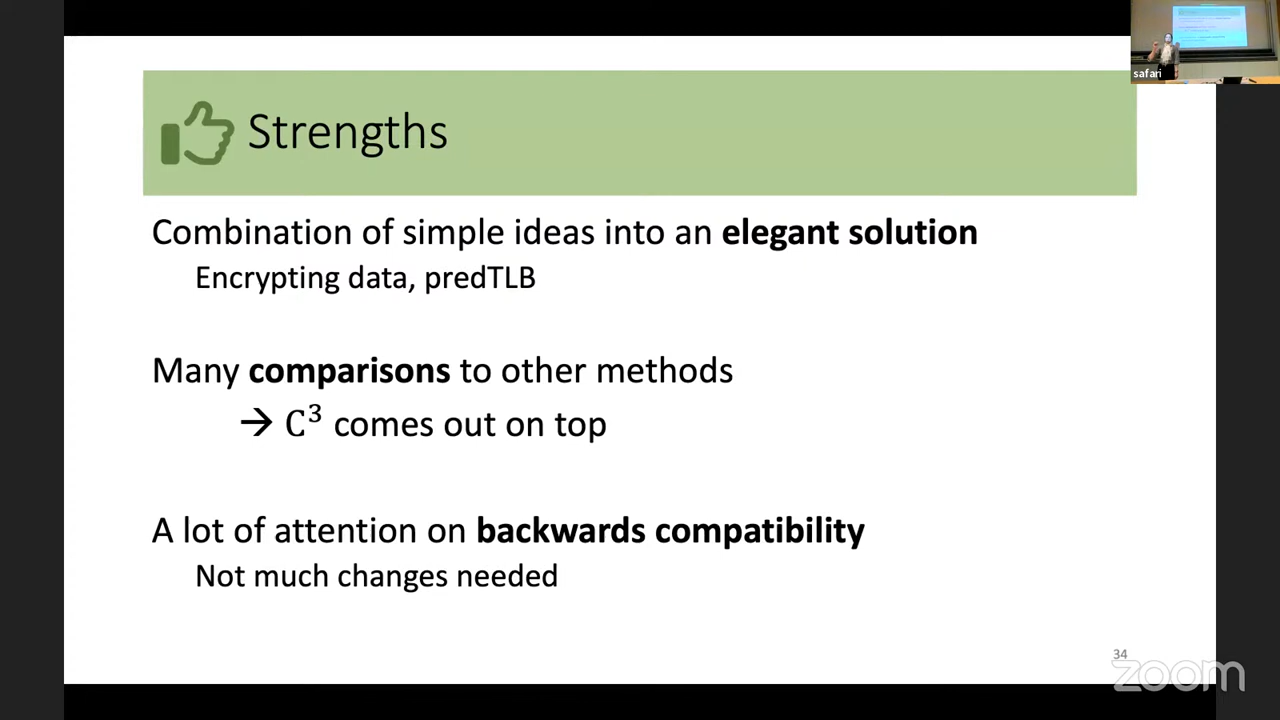 safari
Strengths
Combination of simple ideas into an elegant solution
Encrypting data, predTLB
Many comparisons to other methods
→ C³ comes out on top
A lot of attention on backwards compatibility
Not much changes needed
34
zoom